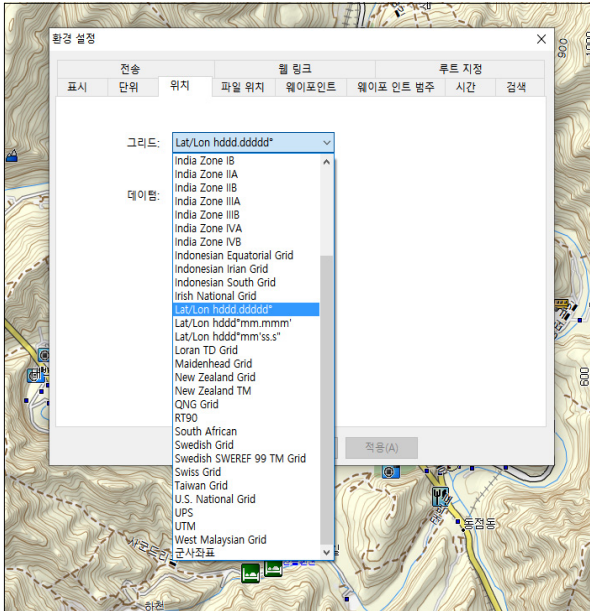 환경 설정
전송 웹 링크 루트 지정
표시 단위 위치 파일 위치 웨이포인트 웨이포 인트 범주 시간 검색
그리드: Lat/Lon hddd.ddddd°
데이텀:
India Zone IB
India Zone IIA
India Zone IIB
India Zone IIIA
India Zone IIIB
India Zone IVA
India Zone IVB
Indonesian Equatorial Grid
Indonesian Irian Grid
Indonesian South Grid
Irish National Grid
Lat/Lon hddd.ddddd°
Lat/Lon hddd°mm.mmm'
Lat/Lon hddd°mm'ss.s"
Loran TD Grid
Maidenhead Grid
New Zealand Grid
New Zealand TM
QNG Grid
RT90
South African
Swedish Grid
Swedish SWEREF 99 TM Grid
Swiss Grid
Taiwan Grid
U.S. National Grid
UPS
UTM
West Malaysian Grid
군사좌표
적용(A)
900
600
동점동